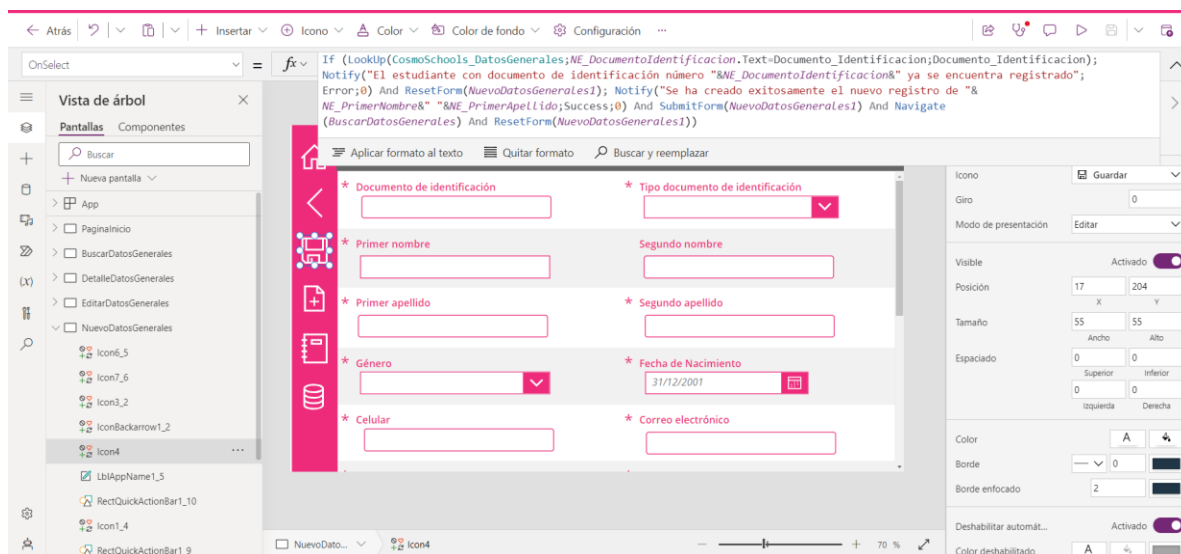 Atrás Insertar Icono Color Color de fondo Configuración ...
OnSelect = fx
If (LookUp(CosmoSchools_DatosGenerales;NE_DocumentoIdentificacion.Text=Documento_Identificacion;Documento_Identificacion);
Notify("El estudiante con documento de identificación número "&NE_DocumentoIdentificacion&" ya se encuentra registrado";
Error;0) And ResetForm(NuevoDatosGenerales1); Notify("Se ha creado exitosamente el nuevo registro de "&
NE_PrimerNombre&" "&NE_PrimerApellido;Success;0) And SubmitForm(NuevoDatosGenerales1) And Navigate
(BuscarDatosGenerales) And ResetForm(NuevoDatosGenerales1))
Aplicar formato al texto Quitar formato Buscar y reemplazar
Vista de árbol
Pantallas Componentes
Buscar
Nueva pantalla
App
PaginaInicio
BuscarDatosGenerales
DetalleDatosGenerales
EditarDatosGenerales
NuevoDatosGenerales
Icon6_5
Icon7_6
Icon3_2
IconBackarrow1_2
Icon4 ...
LblAppName1_5
RectQuickActionBar1_10
Icon1_4
RectQuickActionBar1_9
(x)
* Documento de identificación * Tipo documento de identificación
* Primer nombre Segundo nombre
* Primer apellido * Segundo apellido
* Género * Fecha de Nacimiento
31/12/2001
* Celular * Correo electrónico
NuevoDato... Icon4
70 %
Icono Guardar
Giro 0
Modo de presentación Editar
Visible Activado
Posición 17 204
X Y
Tamaño 55 55
Ancho Alto
Espaciado 0 0
Superior Inferior
0 0
Izquierda Derecha
Color A
Borde 0
Borde enfocado 2
Deshabilitar automát... Activado
Color deshabilitado A